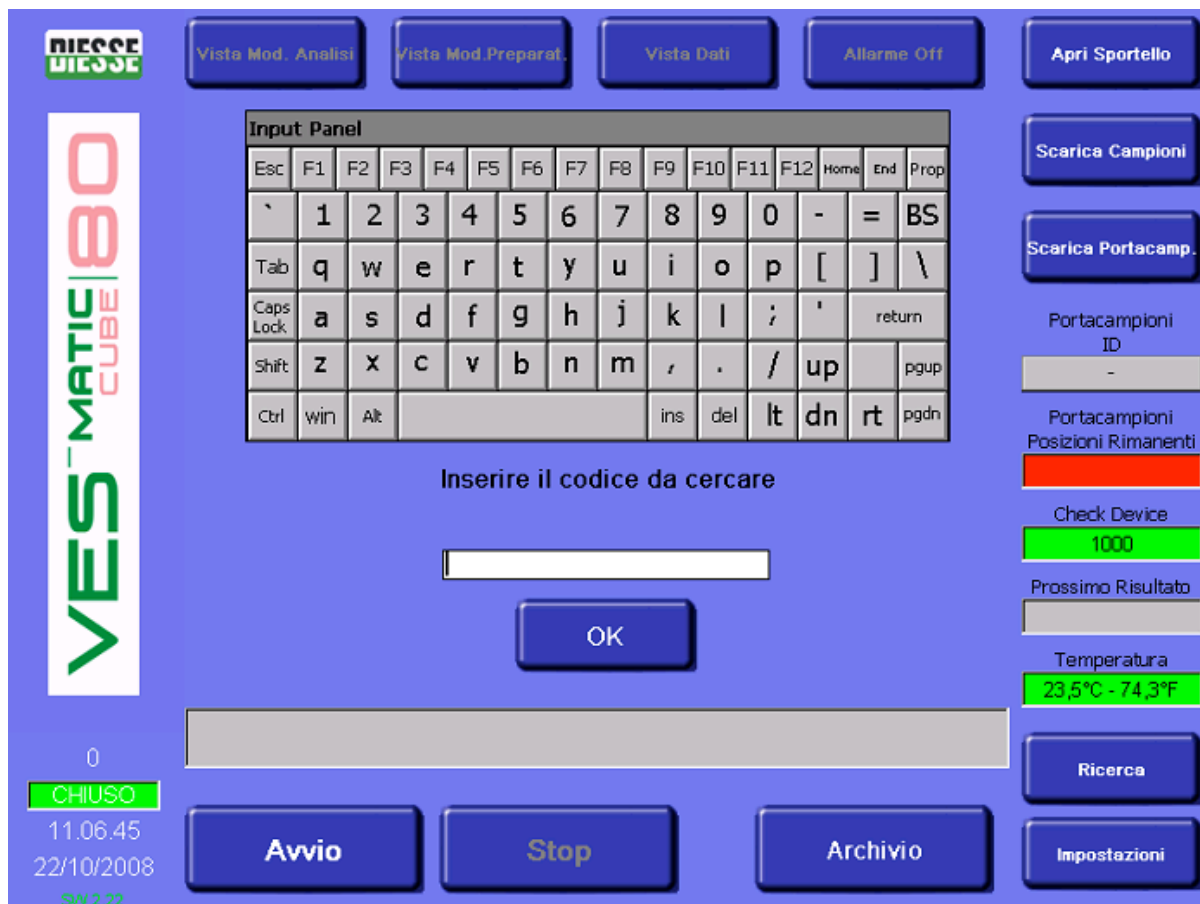 DIESSE
VES-MATIC CUBE 80
Vista Mod. Analisi
Vista Mod.Preparat.
Vista Dati
Allarme Off
Apri Sportello
Input Panel
Esc F1 F2 F3 F4 F5 F6 F7 F8 F9 F10 F11 F12 Home End Prop
` 1 2 3 4 5 6 7 8 9 0 - = BS
Tab q w e r t y u i o p [ ] \
Caps Lock a s d f g h j k l ; ' return
Shift z x c v b n m , . / up pgup
Ctrl win Alt ins del lt dn rt pgdn
Inserire il codice da cercare
OK
Scarica Campioni
Scarica Portacamp.
Portacampioni
ID
-
Portacampioni
Posizioni Rimanenti
Check Device
1000
Prossimo Risultato
Temperatura
23,5°C - 74,3°F
Ricerca
Impostazioni
0
CHIUSO
11.06.45
22/10/2008
SW 2.22
Avvio
Stop
Archivio